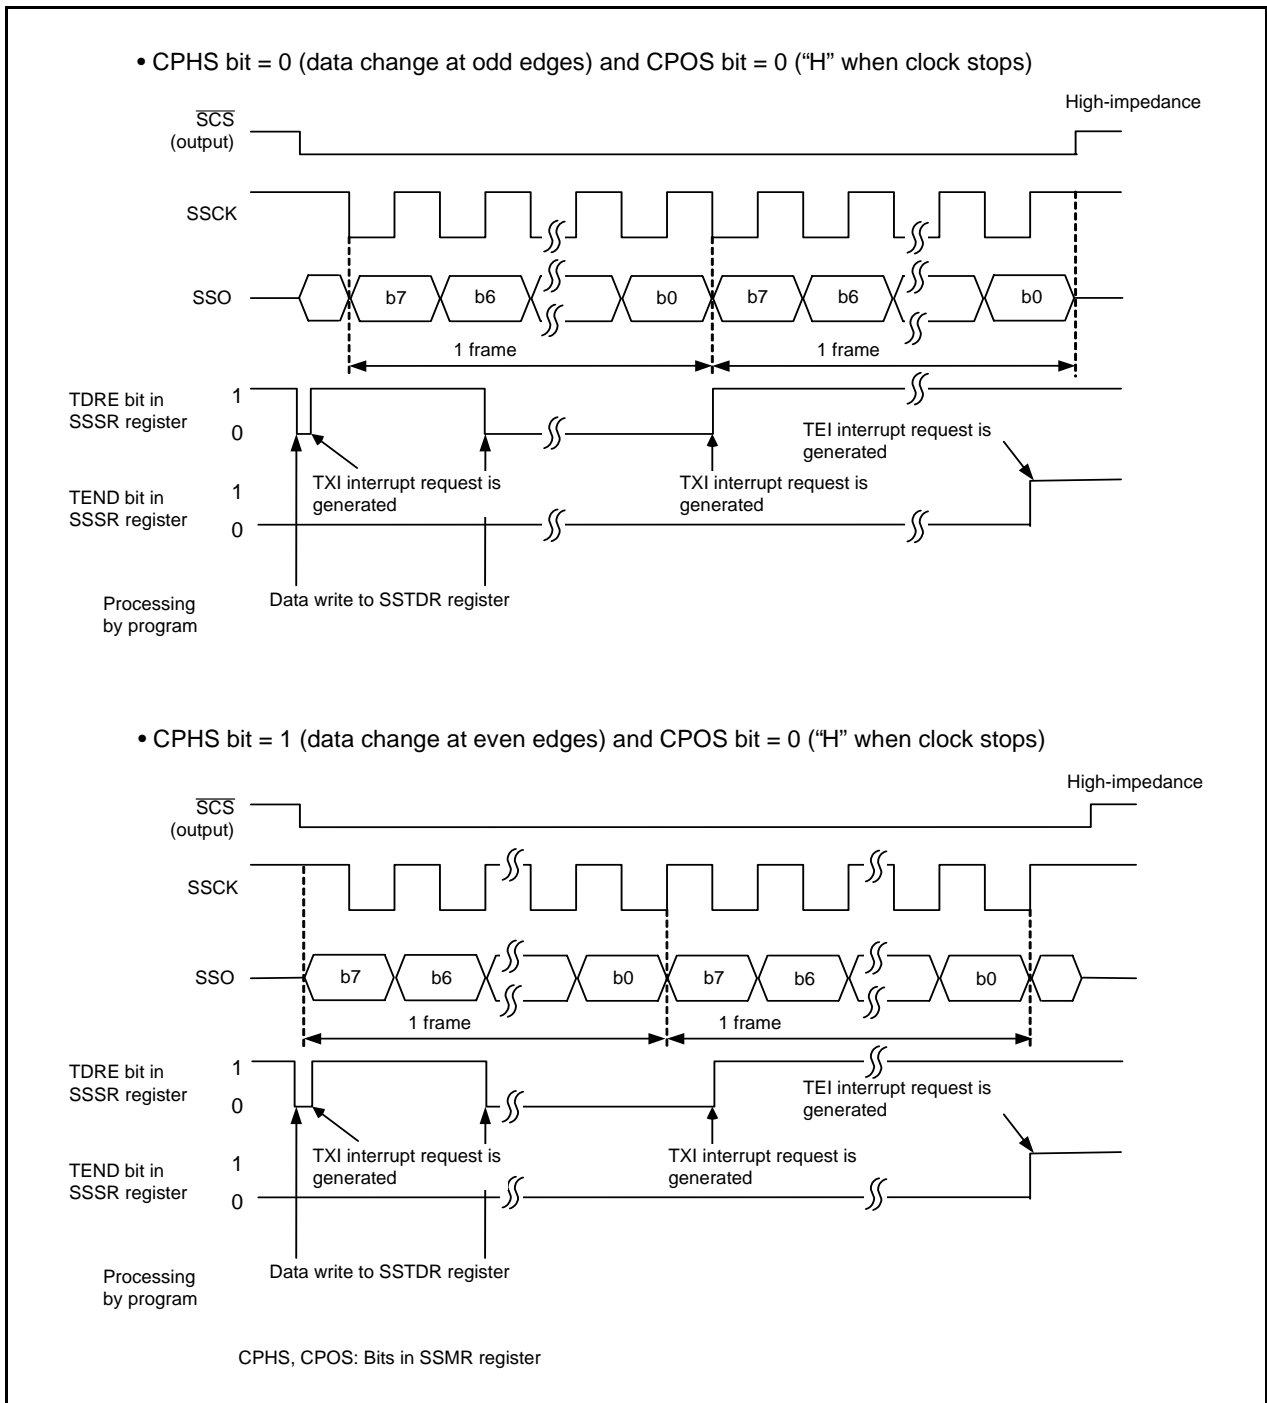 • CPHS bit = 0 (data change at odd edges) and CPOS bit = 0 (“H” when clock stops)
High-impedance
SCS
(output)
SSCK
SSO
b7
b6
b0
b7
b6
b0
1 frame
1 frame
TDRE bit in
SSSR register
1
0
TEI interrupt request is
generated
TXI interrupt request is
generated
TXI interrupt request is
generated
TEND bit in
SSSR register
1
0
Processing
by program
Data write to SSTDR register
• CPHS bit = 1 (data change at even edges) and CPOS bit = 0 (“H” when clock stops)
High-impedance
SCS
(output)
SSCK
SSO
b7
b6
b0
b7
b6
b0
1 frame
1 frame
TDRE bit in
SSSR register
1
0
TEI interrupt request is
generated
TXI interrupt request is
generated
TXI interrupt request is
generated
TEND bit in
SSSR register
1
0
Processing
by program
Data write to SSTDR register
CPHS, CPOS: Bits in SSMR register